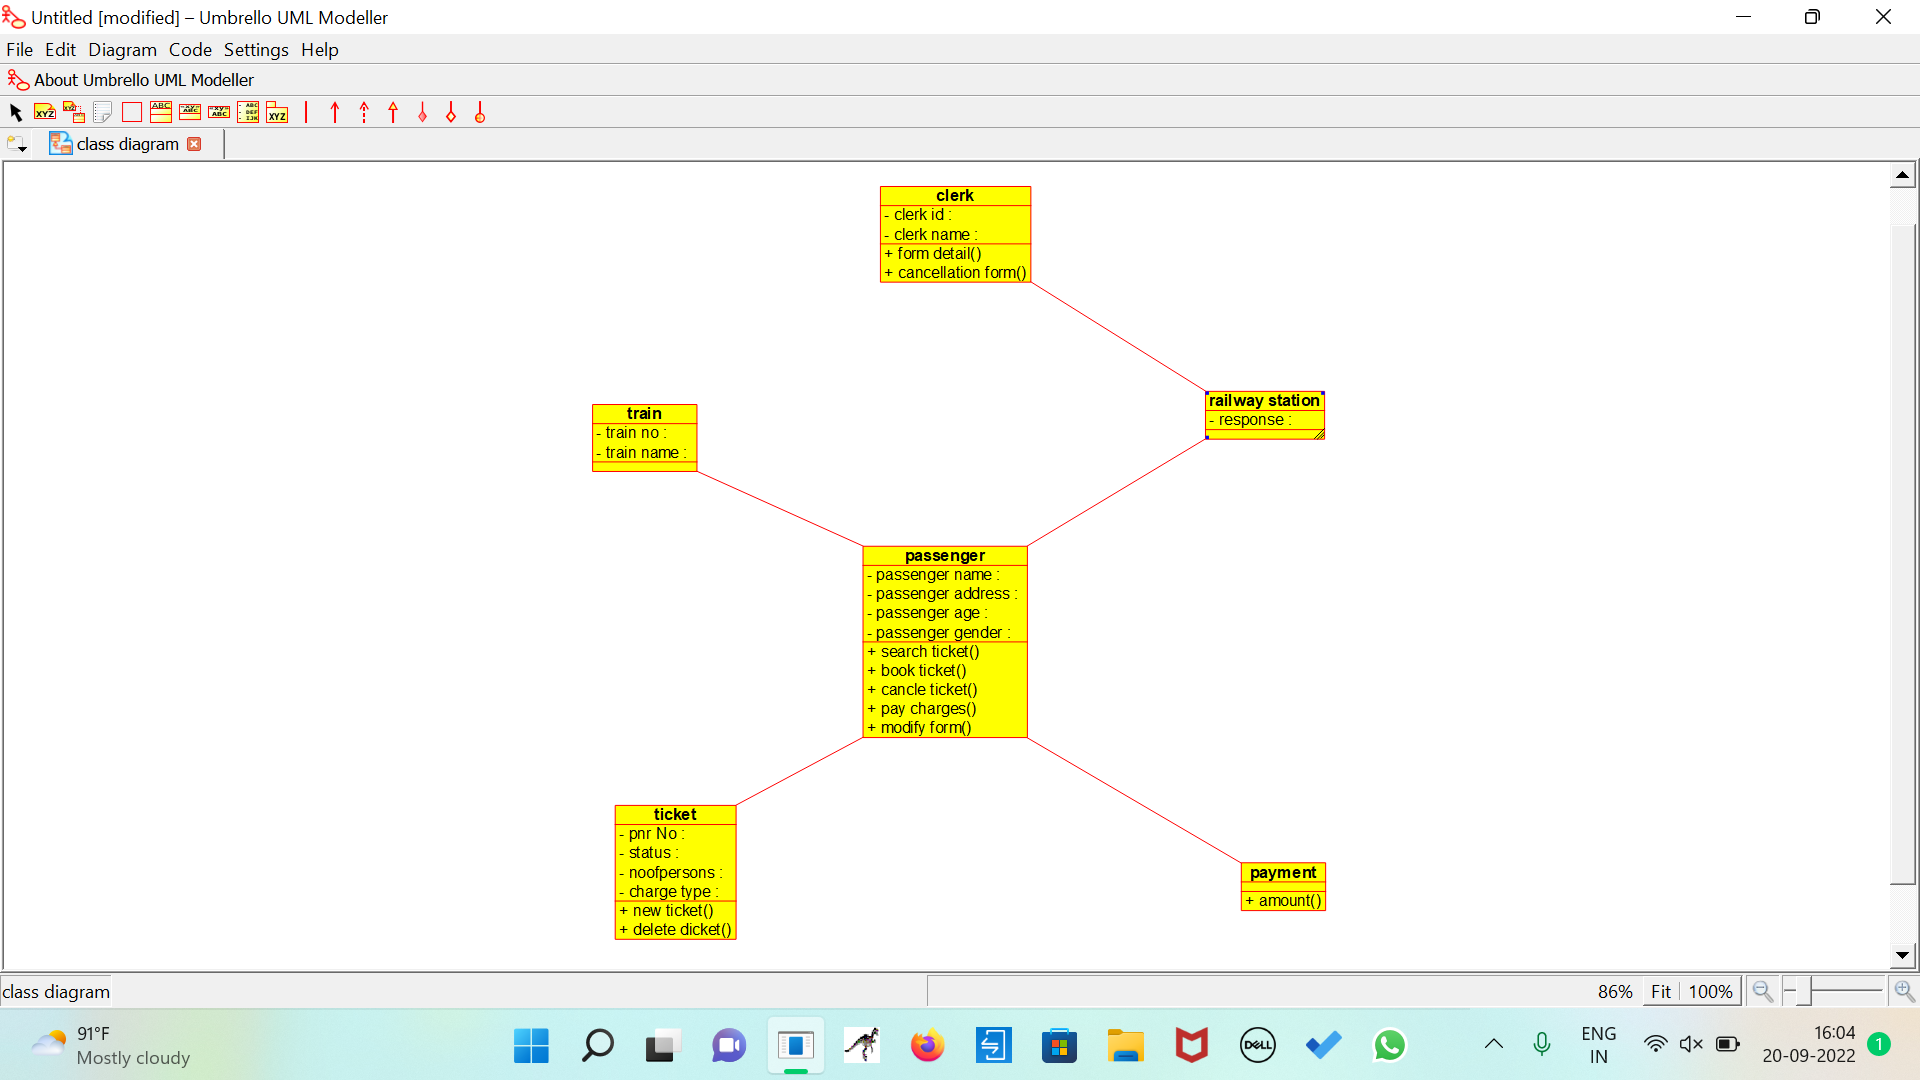 Untitled [modified] – Umbrello UML Modeller
File Edit Diagram Code Settings Help
About Umbrello UML Modeller
class diagram
clerk
- clerk id :
- clerk name :
+ form detail()
+ cancellation form()
railway station
- response :
train
- train no :
- train name :
passenger
- passenger name :
- passenger address :
- passenger age :
- passenger gender :
+ search ticket()
+ book ticket()
+ cancle ticket()
+ pay charges()
+ modify form()
ticket
- pnr No :
- status :
- noofpersons :
- charge type :
+ new ticket()
+ delete dicket()
payment
+ amount()
class diagram
86% Fit 100%
91°F
Mostly cloudy
DELL
ENG
IN
16:04
20-09-2022
1